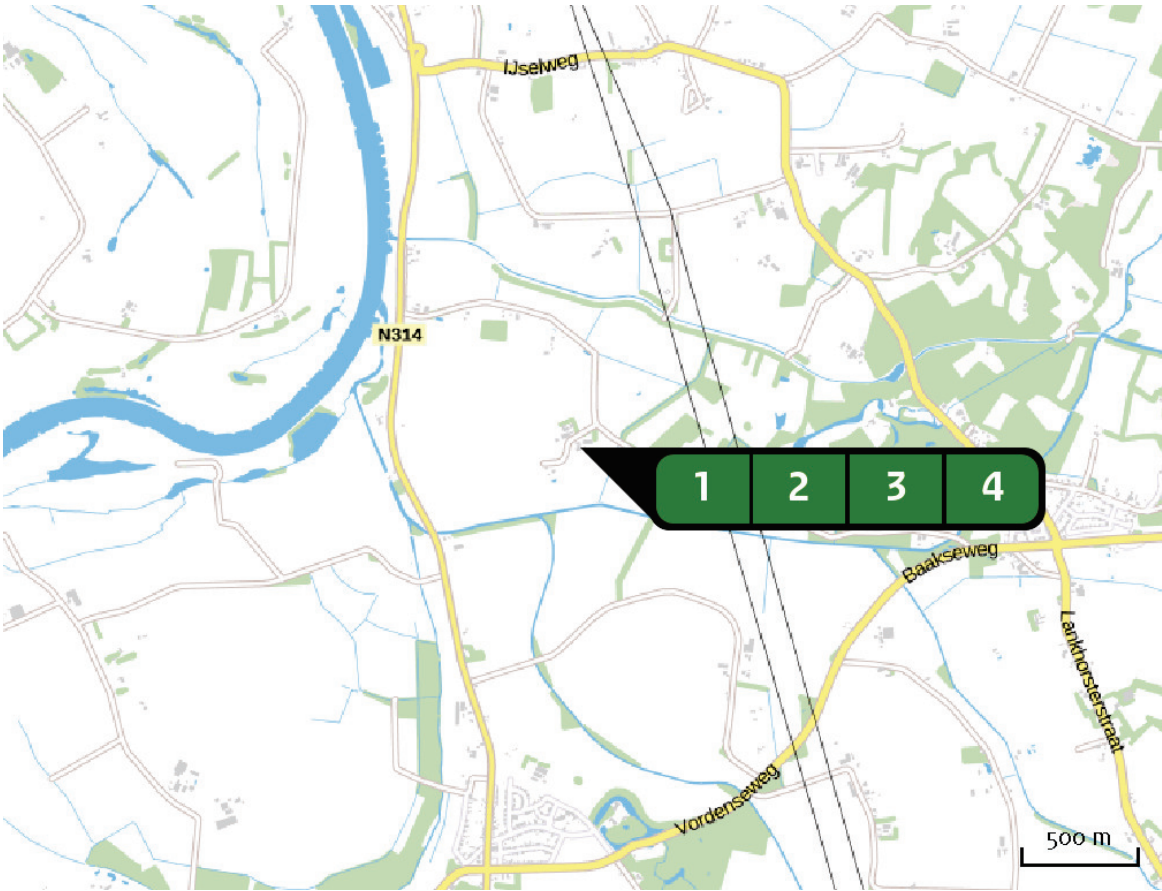 IJselweg
N314
1 2 3 4
Baakseweg
Lankhorsterstraat
Vordenseweg
500 m